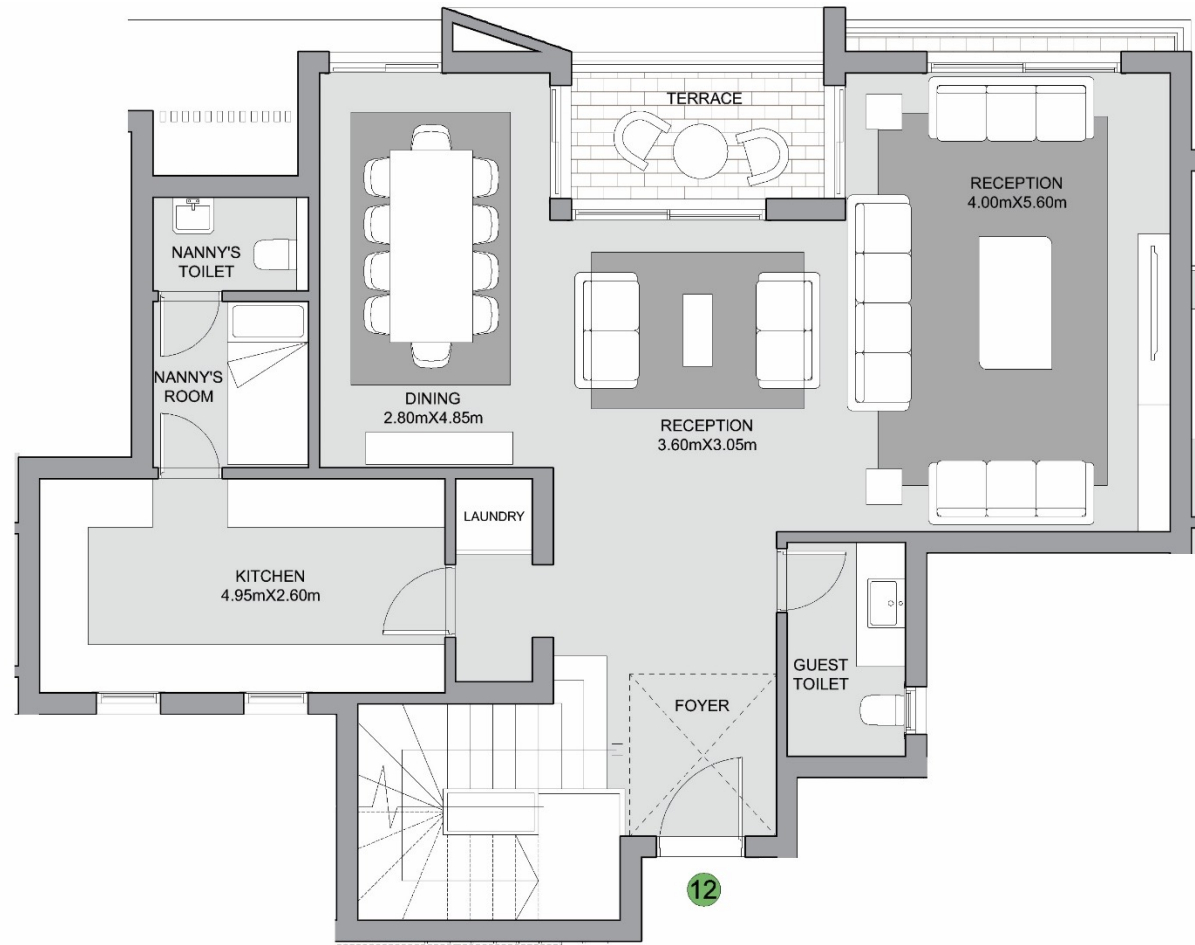 TERRACE
RECEPTION
4.00mX5.60m
NANNY'S
TOILET
NANNY'S
ROOM
DINING
2.80mX4.85m
RECEPTION
3.60mX3.05m
LAUNDRY
KITCHEN
4.95mX2.60m
GUEST
TOILET
FOYER
12